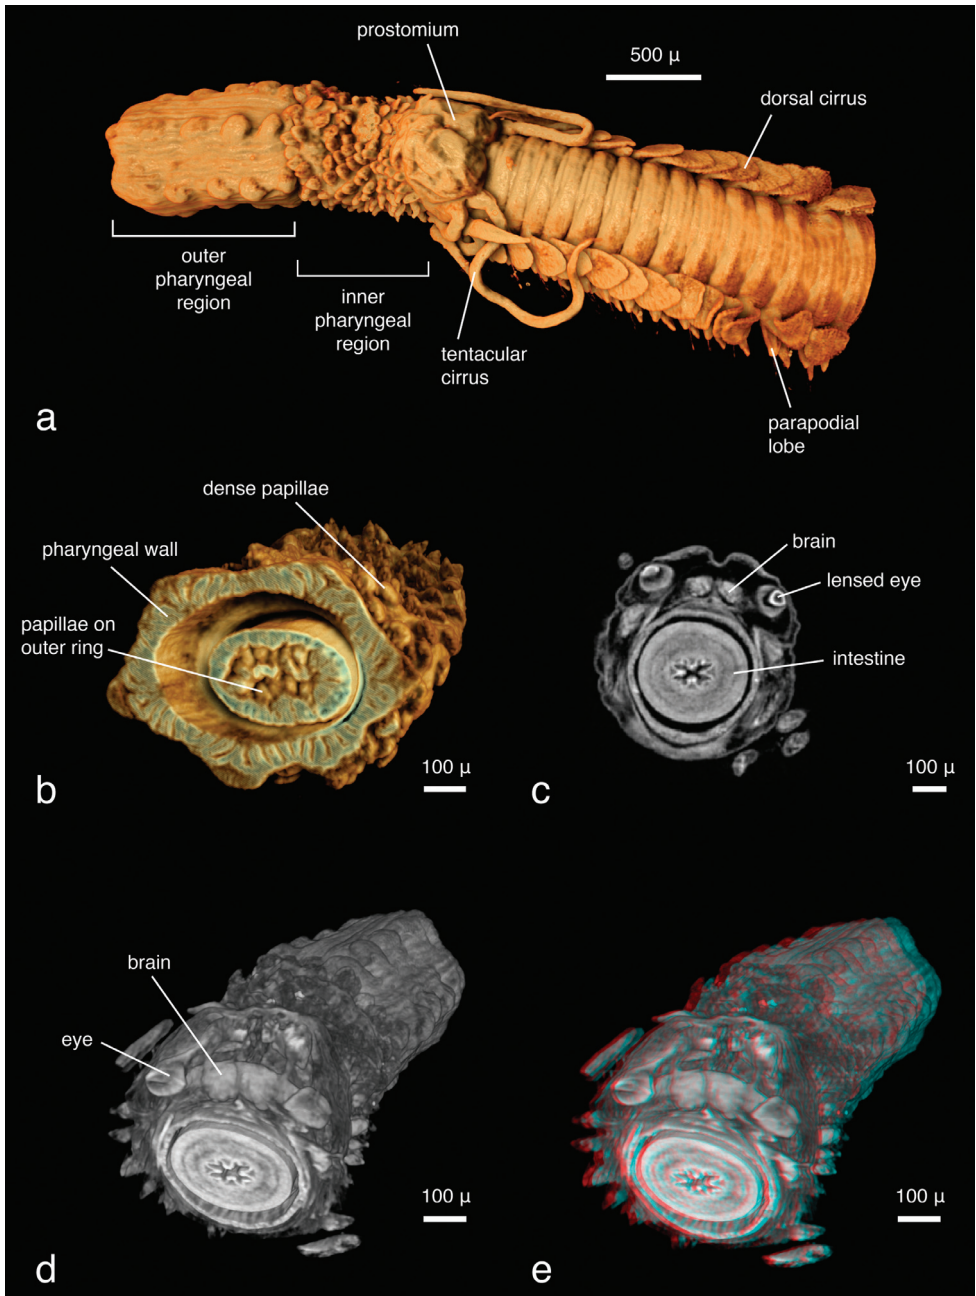 prostomium
500 µ
dorsal cirrus
outer
pharyngeal
region
inner
pharyngeal
region
tentacular
cirrus
parapodial
lobe
a
dense papillae
pharyngeal wall
papillae on
outer ring
100 µ
b
brain
lensed eye
intestine
100 µ
c
brain
eye
100 µ
d
100 µ
e